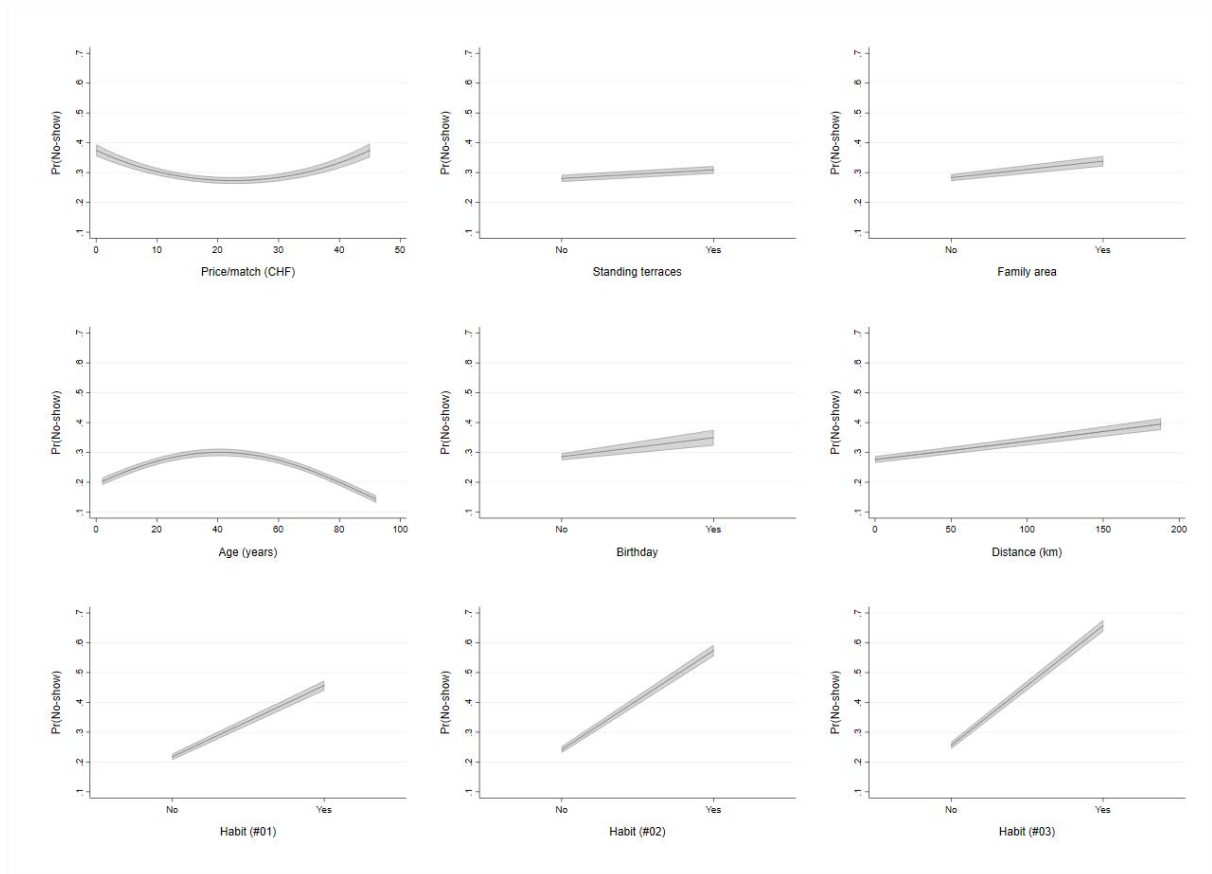 Pr(No-show)
.1 .2 .3 .4 .5 .6 .7
0 10 20 30 40 50
Price/match (CHF)
Pr(No-show)
.1 .2 .3 .4 .5 .6 .7
No Yes
Standing terraces
Pr(No-show)
.1 .2 .3 .4 .5 .6 .7
No Yes
Family area
Pr(No-show)
.1 .2 .3 .4 .5 .6 .7
0 20 40 60 80 100
Age (years)
Pr(No-show)
.1 .2 .3 .4 .5 .6 .7
No Yes
Birthday
Pr(No-show)
.1 .2 .3 .4 .5 .6 .7
0 50 100 150 200
Distance (km)
Pr(No-show)
.1 .2 .3 .4 .5 .6 .7
No Yes
Habit (#01)
Pr(No-show)
.1 .2 .3 .4 .5 .6 .7
No Yes
Habit (#02)
Pr(No-show)
.1 .2 .3 .4 .5 .6 .7
No Yes
Habit (#03)